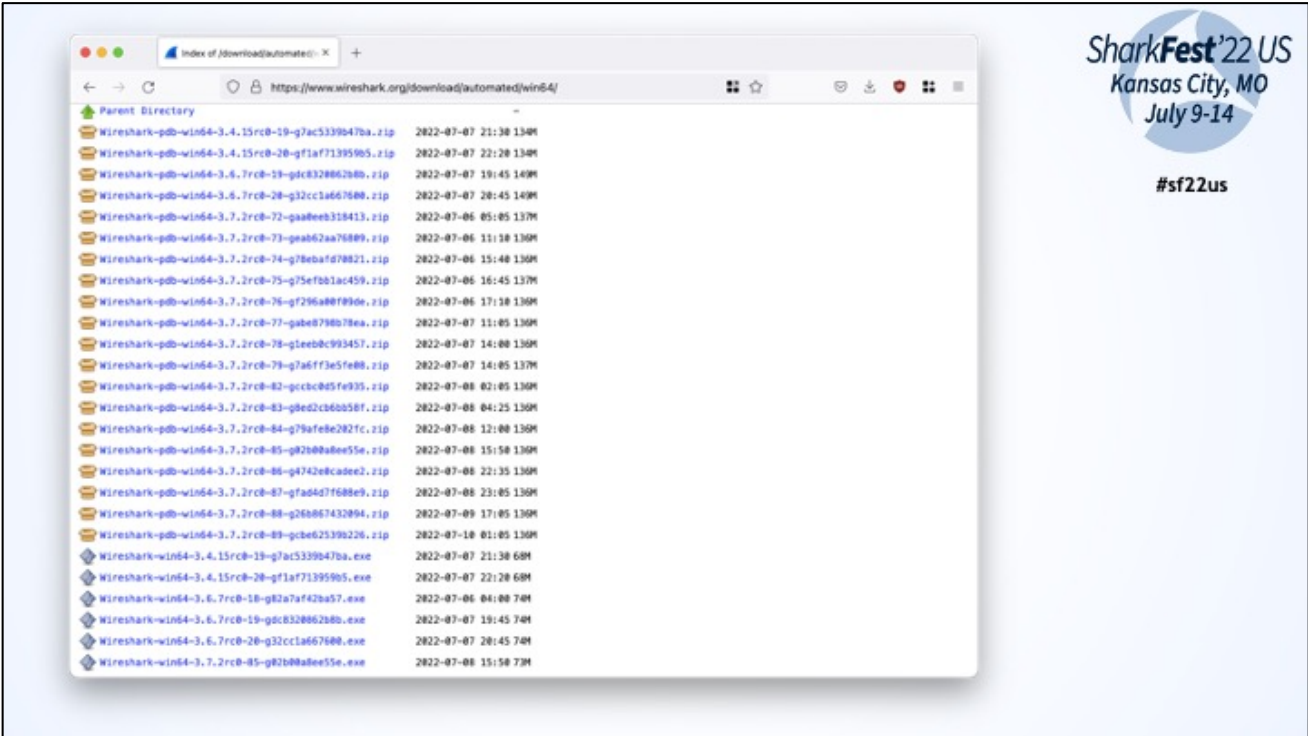 Index of /download/automated/
https://www.wireshark.org/download/automated/win64/
Parent Directory -
Wireshark-pdb-win64-3.4.15rc0-19-g7ac5339b47ba.zip 2022-07-07 21:30 134M
Wireshark-pdb-win64-3.4.15rc0-20-gf1af713959b5.zip 2022-07-07 22:20 134M
Wireshark-pdb-win64-3.6.7rc0-19-gdc8320862b8b.zip 2022-07-07 19:45 149M
Wireshark-pdb-win64-3.6.7rc0-20-g32cc1a667600.zip 2022-07-07 20:45 149M
Wireshark-pdb-win64-3.7.2rc0-72-gaa0eeb318413.zip 2022-07-06 05:05 137M
Wireshark-pdb-win64-3.7.2rc0-73-geab62aa76809.zip 2022-07-06 11:10 136M
Wireshark-pdb-win64-3.7.2rc0-74-g78ebafd70821.zip 2022-07-06 15:40 136M
Wireshark-pdb-win64-3.7.2rc0-75-g75efbb1ac459.zip 2022-07-06 16:45 137M
Wireshark-pdb-win64-3.7.2rc0-76-gf296a00f09de.zip 2022-07-06 17:10 136M
Wireshark-pdb-win64-3.7.2rc0-77-gabe8798b78ea.zip 2022-07-07 11:05 136M
Wireshark-pdb-win64-3.7.2rc0-78-g1eeb0c993457.zip 2022-07-07 14:00 136M
Wireshark-pdb-win64-3.7.2rc0-79-g7a6ff3e5fe08.zip 2022-07-07 14:05 137M
Wireshark-pdb-win64-3.7.2rc0-82-gccbc0d5fe935.zip 2022-07-08 02:05 136M
Wireshark-pdb-win64-3.7.2rc0-83-g8ed2cb6bb58f.zip 2022-07-08 04:25 136M
Wireshark-pdb-win64-3.7.2rc0-84-g79afe8e202fc.zip 2022-07-08 12:00 136M
Wireshark-pdb-win64-3.7.2rc0-85-g02b00a8ee55e.zip 2022-07-08 15:50 136M
Wireshark-pdb-win64-3.7.2rc0-86-g4742e0cadee2.zip 2022-07-08 22:35 136M
Wireshark-pdb-win64-3.7.2rc0-87-gfad4d7f608e9.zip 2022-07-08 23:05 136M
Wireshark-pdb-win64-3.7.2rc0-88-g26b867432094.zip 2022-07-09 17:05 136M
Wireshark-pdb-win64-3.7.2rc0-89-gcbe62539b226.zip 2022-07-10 01:05 136M
Wireshark-win64-3.4.15rc0-19-g7ac5339b47ba.exe 2022-07-07 21:30 68M
Wireshark-win64-3.4.15rc0-20-gf1af713959b5.exe 2022-07-07 22:20 68M
Wireshark-win64-3.6.7rc0-18-g82a7af42ba57.exe 2022-07-06 04:00 74M
Wireshark-win64-3.6.7rc0-19-gdc8320862b8b.exe 2022-07-07 19:45 74M
Wireshark-win64-3.6.7rc0-20-g32cc1a667600.exe 2022-07-07 20:45 74M
Wireshark-win64-3.7.2rc0-85-g02b00a8ee55e.exe 2022-07-08 15:50 73M
SharkFest'22 US
Kansas City, MO
July 9-14
#sf22us